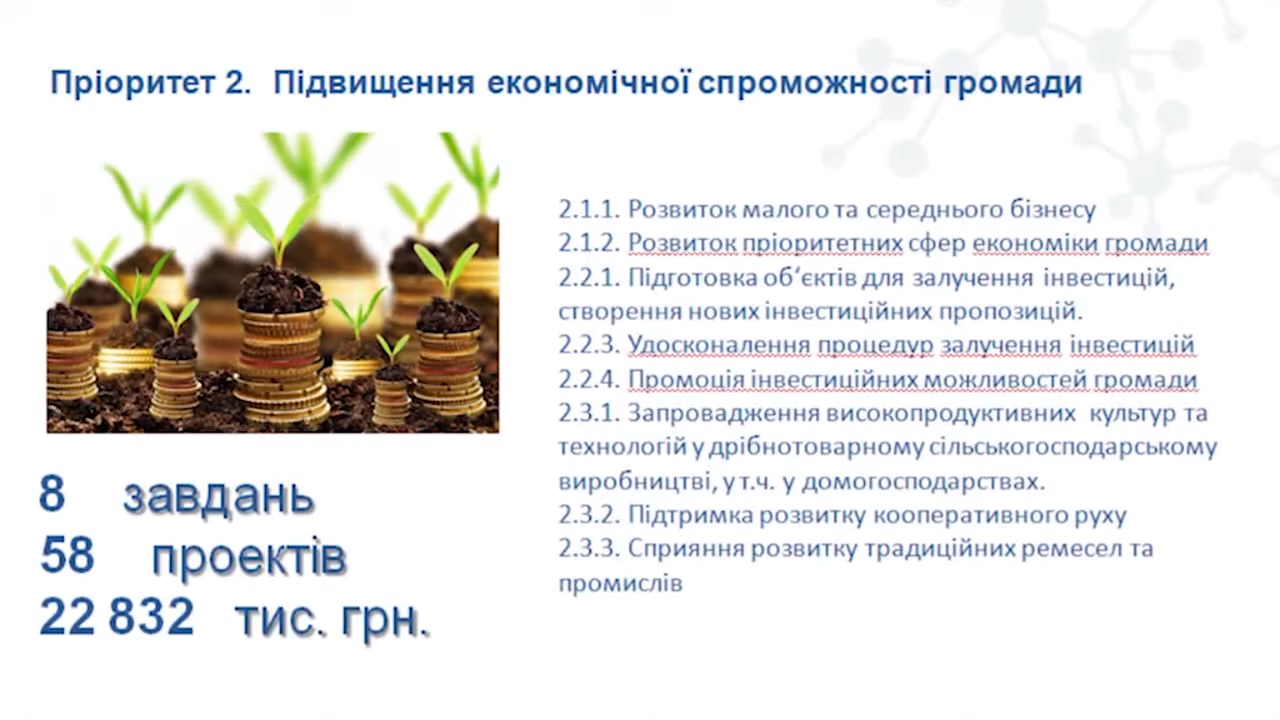 Пріоритет 2. Підвищення економічної спроможності громади
2.1.1. Розвиток малого та середнього бізнесу
2.1.2. Розвиток пріоритетних сфер економіки громади
2.2.1. Підготовка об‘єктів для залучення інвестицій,
створення нових інвестиційних пропозицій.
2.2.3. Удосконалення процедур залучення інвестицій
2.2.4. Промоція інвестиційних можливостей громади
2.3.1. Запровадження високопродуктивних культур та
технологій у дрібнотоварному сільськогосподарському
виробництві, у т.ч. у домогосподарствах.
2.3.2. Підтримка розвитку кооперативного руху
2.3.3. Сприяння розвитку традиційних ремесел та
промислів
8 завдань
58 проектів
22 832 тис. грн.